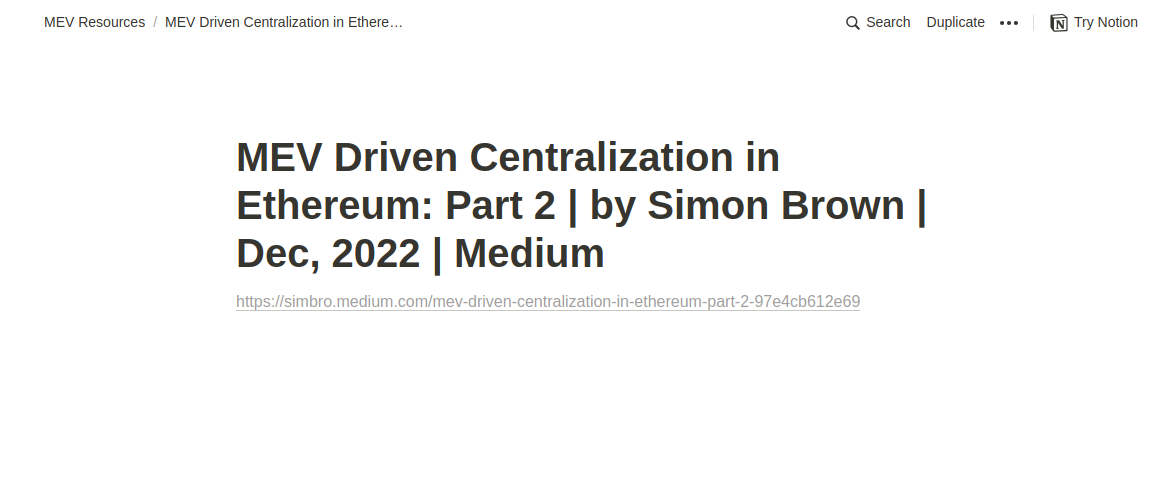 MEV Resources / MEV Driven Centralization in Ethere…
Search Duplicate ••• Try Notion
MEV Driven Centralization in
Ethereum: Part 2 | by Simon Brown |
Dec, 2022 | Medium
https://simbro.medium.com/mev-driven-centralization-in-ethereum-part-2-97e4cb612e69